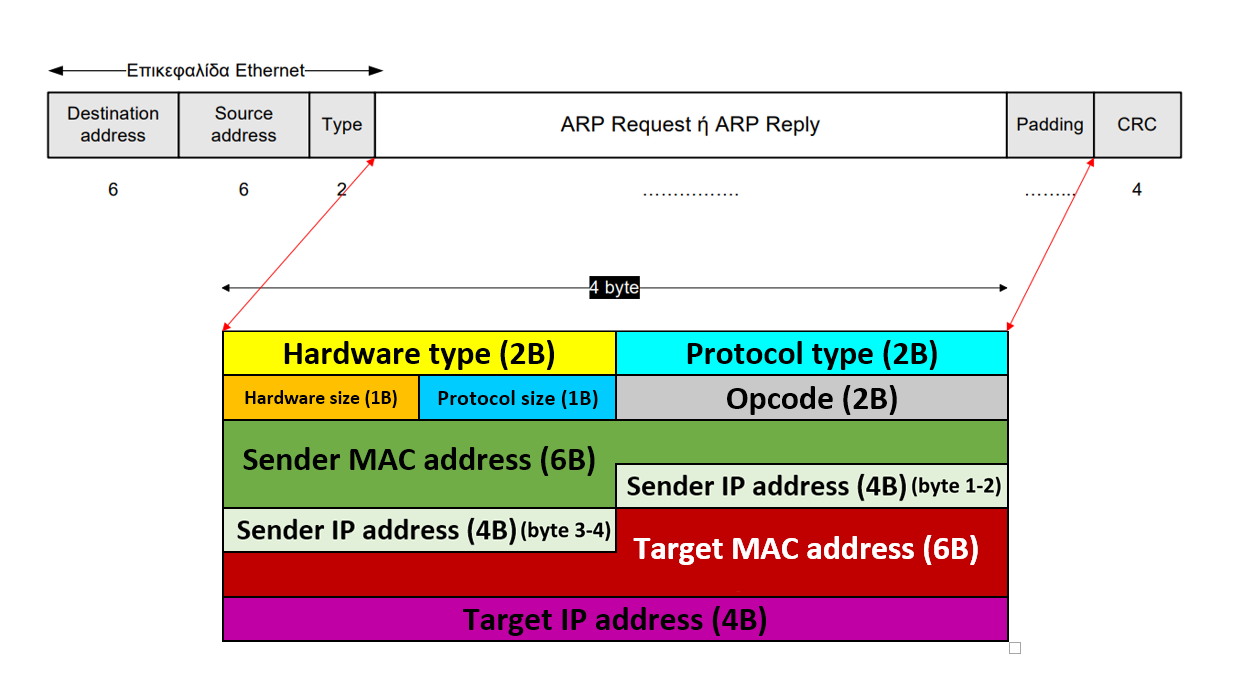 Επικεφαλίδα Ethernet
Destination address
Source address
Type
ARP Request ή ARP Reply
Padding
CRC
6
6
2
................
.........
4
4 byte
Hardware type (2B)
Protocol type (2B)
Hardware size (1B)
Protocol size (1B)
Opcode (2B)
Sender MAC address (6B)
Sender IP address (4B) (byte 1-2)
Sender IP address (4B) (byte 3-4)
Target MAC address (6B)
Target IP address (4B)